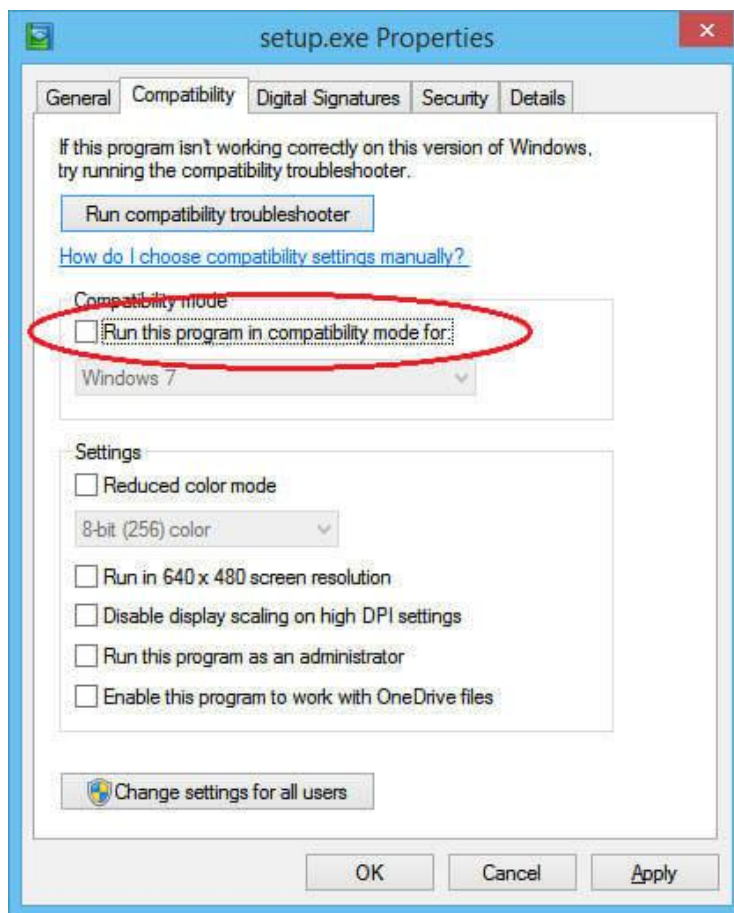 setup.exe Properties
General Compatibility Digital Signatures Security Details
If this program isn't working correctly on this version of Windows,
try running the compatibility troubleshooter.
Run compatibility troubleshooter
How do I choose compatibility settings manually?
Compatibility mode
Run this program in compatibility mode for:
Windows 7
Settings
Reduced color mode
8-bit (256) color
Run in 640 x 480 screen resolution
Disable display scaling on high DPI settings
Run this program as an administrator
Enable this program to work with OneDrive files
Change settings for all users
OK Cancel Apply